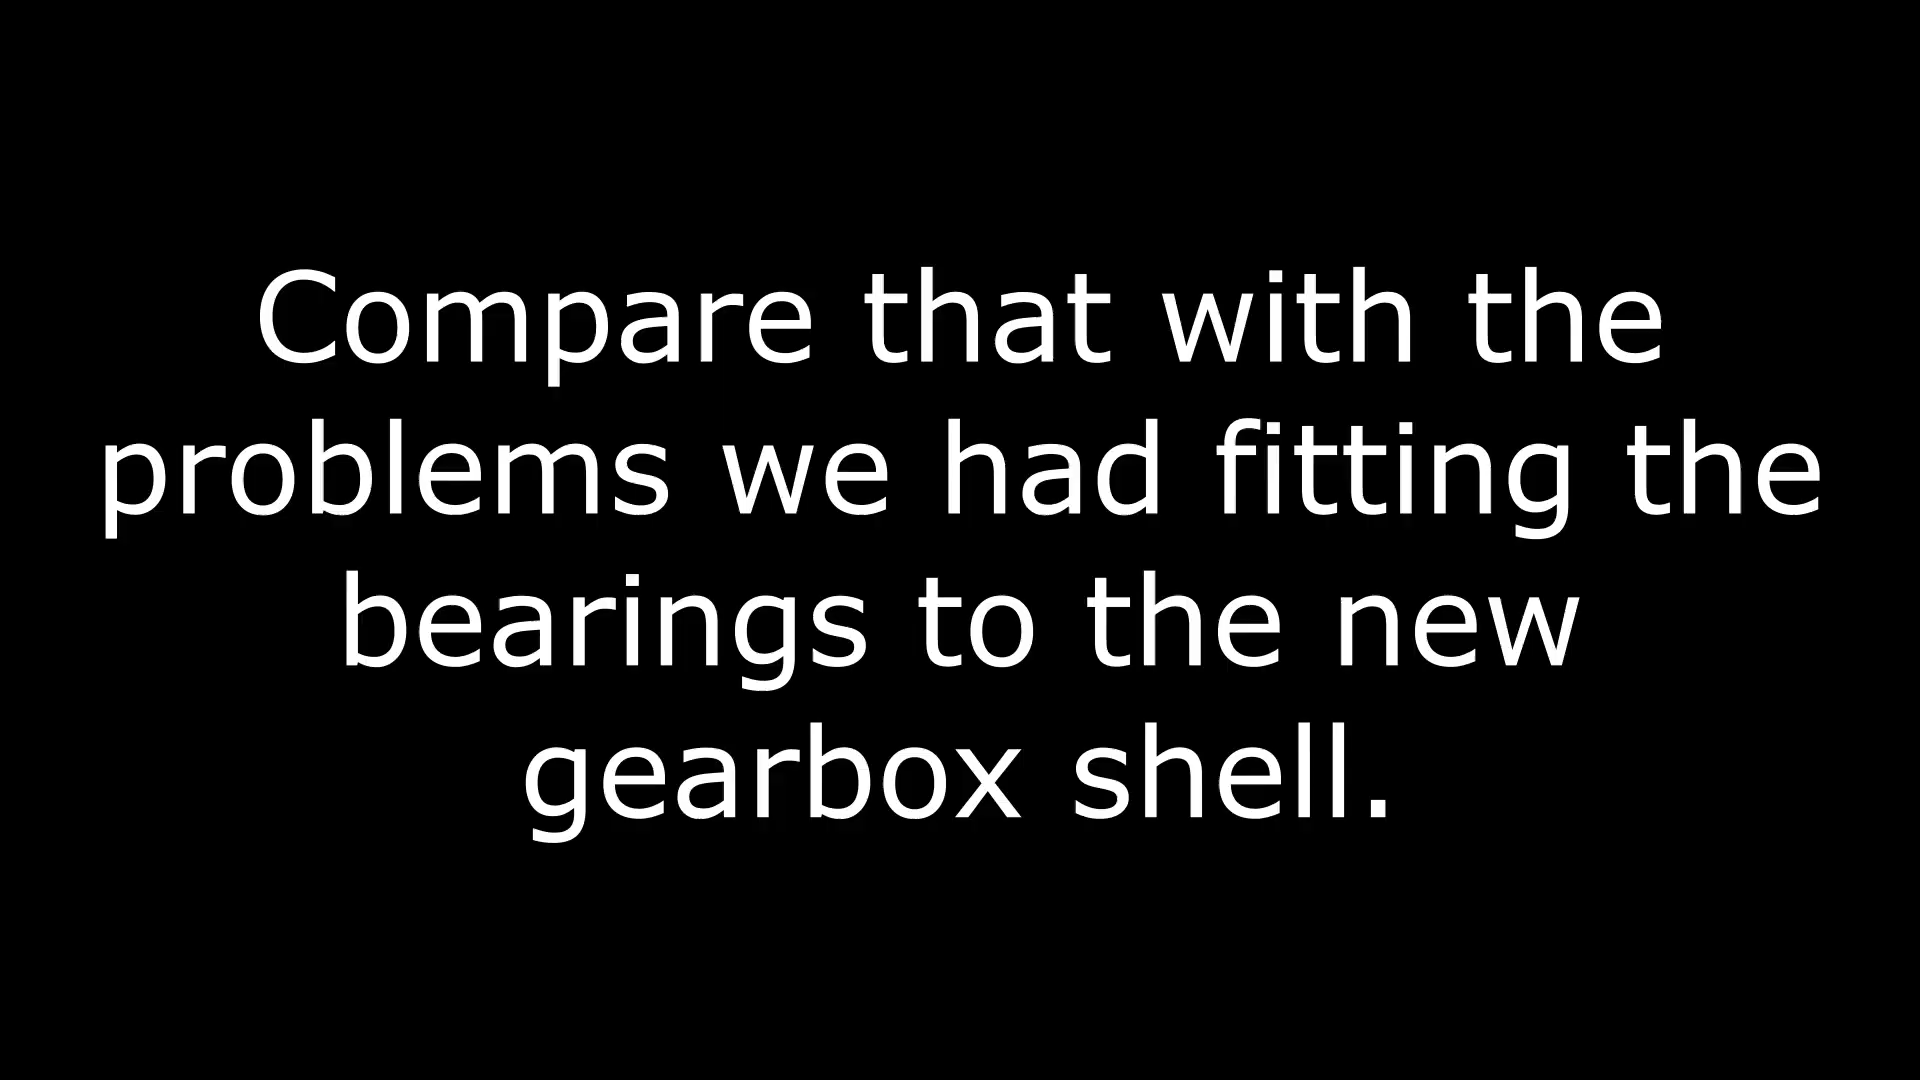 Compare that with the
problems we had fitting the
bearings to the new
gearbox shell.